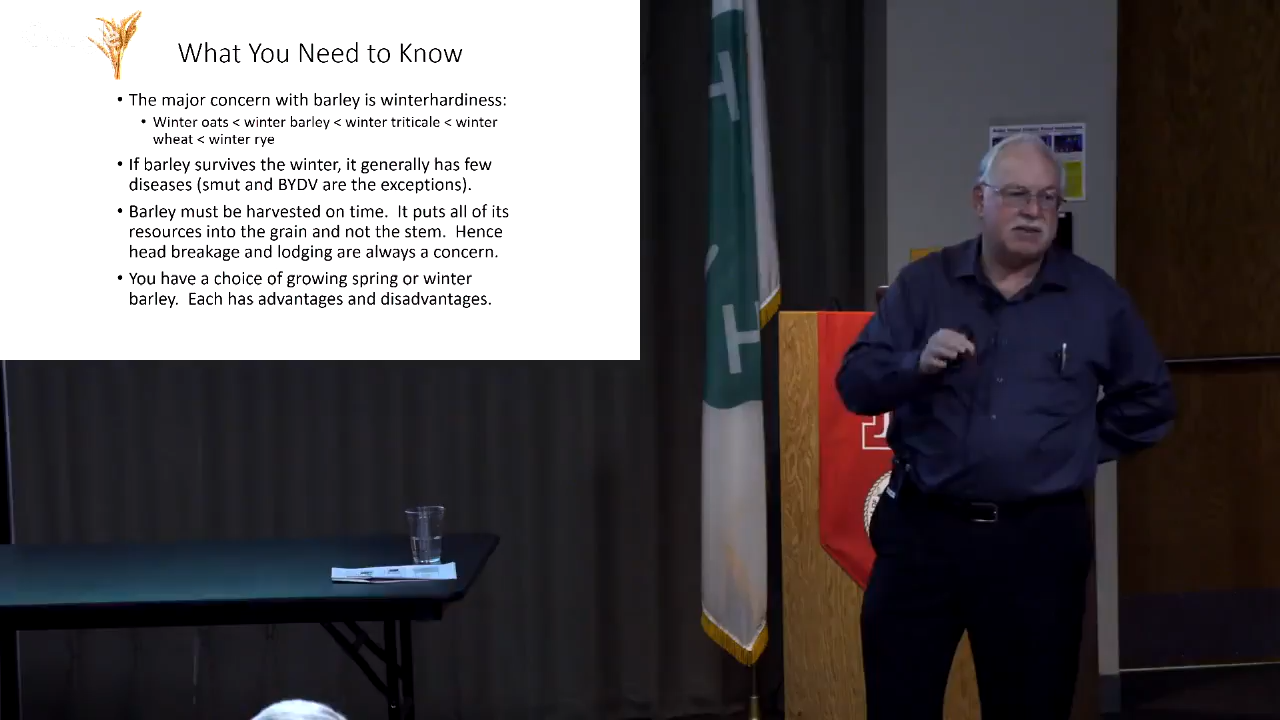 What You Need to Know
• The major concern with barley is winterhardiness:
• Winter oats < winter barley < winter triticale < winter
wheat < winter rye
• If barley survives the winter, it generally has few
diseases (smut and BYDV are the exceptions).
• Barley must be harvested on time.  It puts all of its
resources into the grain and not the stem.  Hence
head breakage and lodging are always a concern.
• You have a choice of growing spring or winter
barley.  Each has advantages and disadvantages.
H
H